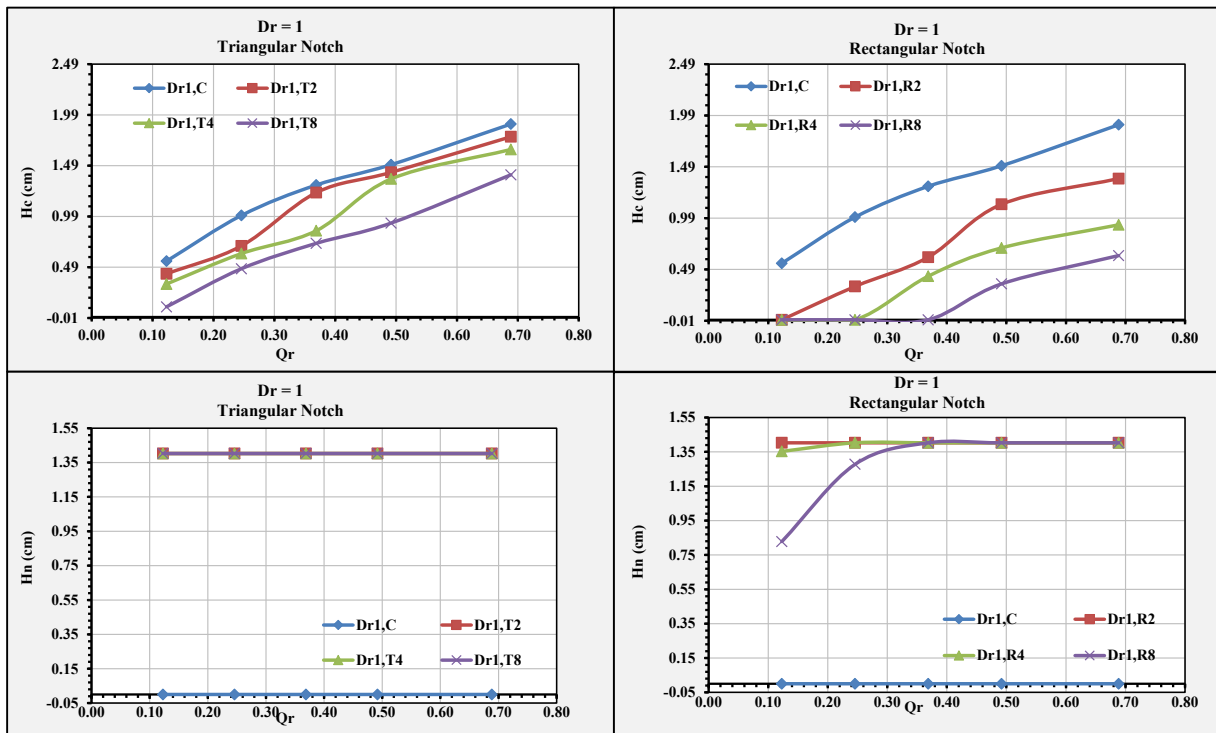 Dr = 1
Triangular Notch
2.49
1.99
1.49
0.99
0.49
-0.01
Hc (cm)
Dr1,C Dr1,T2
Dr1,T4 Dr1,T8
0.00 0.10 0.20 0.30 0.40 0.50 0.60 0.70 0.80
Qr
Dr = 1
Rectangular Notch
2.49
1.99
1.49
0.99
0.49
-0.01
Hc (cm)
Dr1,C Dr1,R2
Dr1,R4 Dr1,R8
0.00 0.10 0.20 0.30 0.40 0.50 0.60 0.70 0.80
Qr
Dr = 1
Triangular Notch
1.55
1.35
1.15
0.95
0.75
0.55
0.35
0.15
-0.05
Hn (cm)
Dr1,C Dr1,T2
Dr1,T4 Dr1,T8
0.00 0.10 0.20 0.30 0.40 0.50 0.60 0.70 0.80
Qr
Dr = 1
Rectangular Notch
1.55
1.35
1.15
0.95
0.75
0.55
0.35
0.15
-0.05
Hn (cm)
Dr1,C Dr1,R2
Dr1,R4 Dr1,R8
0.00 0.10 0.20 0.30 0.40 0.50 0.60 0.70 0.80
Qr